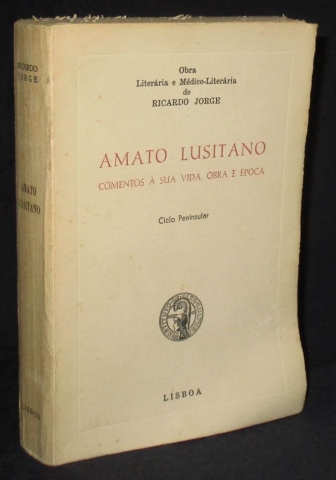 RICARDO
JORGE
AMATO
LUSITANO
LISBOA
Obra
Literária e Médico-Literária
de
RICARDO JORGE
AMATO LUSITANO
COMENTOS À SUA VIDA, OBRA E ÉPOCA
Ciclo Peninsular
LISBOA